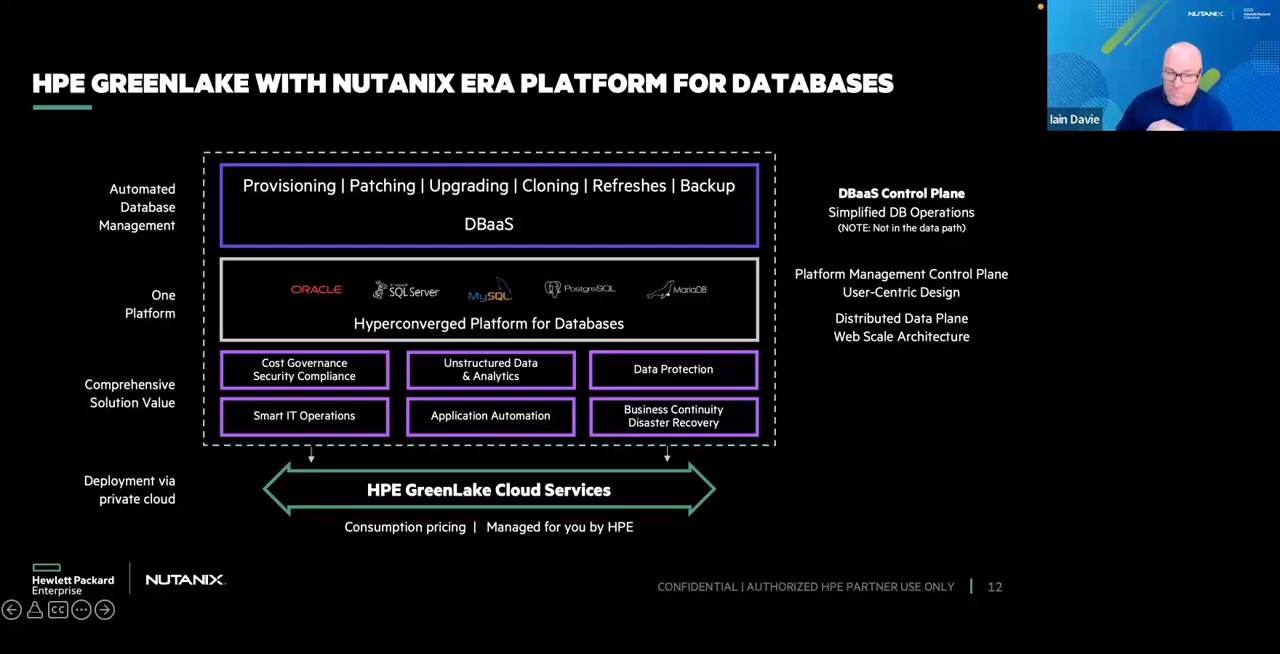 HPE GREENLAKE WITH NUTANIX ERA PLATFORM FOR DATABASES
NUTANIX
Hewlett Packard
Enterprise
Iain Davie
Automated
Database
Management
Provisioning | Patching | Upgrading | Cloning | Refreshes | Backup
DBaaS
DBaaS Control Plane
Simplified DB Operations
(NOTE: Not in the data path)
One
Platform
ORACLE
SQL Server
MySQL
PostgreSQL
MariaDB
Hyperconverged Platform for Databases
Platform Management Control Plane
User-Centric Design
Distributed Data Plane
Web Scale Architecture
Comprehensive
Solution Value
Cost Governance
Security Compliance
Unstructured Data
& Analytics
Data Protection
Smart IT Operations
Application Automation
Business Continuity
Disaster Recovery
Deployment via
private cloud
HPE GreenLake Cloud Services
Consumption pricing | Managed for you by HPE
Hewlett Packard
Enterprise
NUTANIX
CONFIDENTIAL | AUTHORIZED HPE PARTNER USE ONLY
12
CC